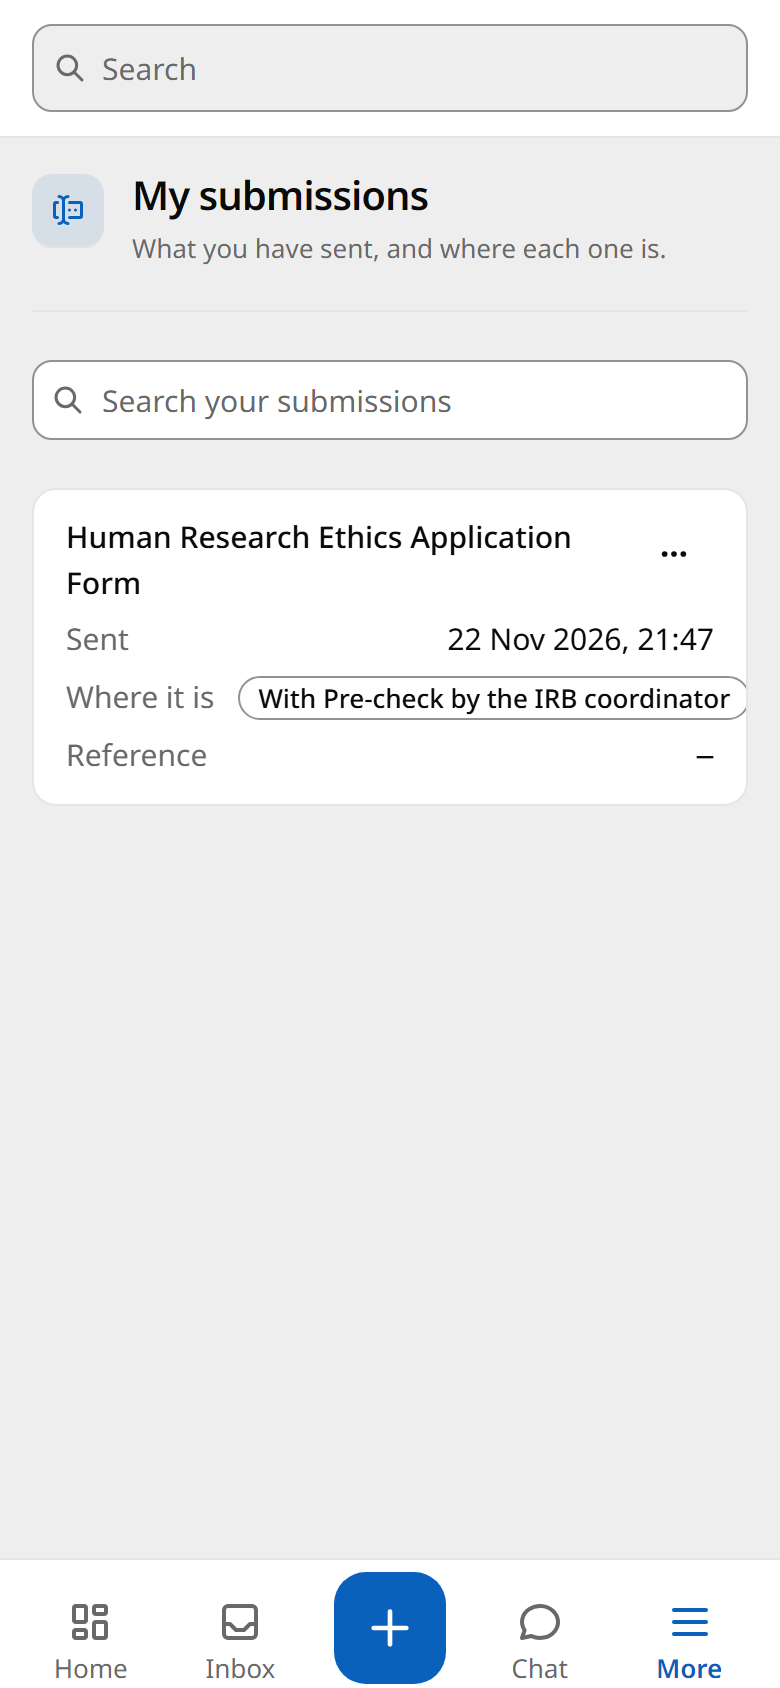 Search
My submissions
What you have sent, and where each one is.
Search your submissions
Human Research Ethics Application
Form
...
Sent 22 Nov 2026, 21:47
Where it is With Pre-check by the IRB coordinator
Reference –
Home Inbox Chat More